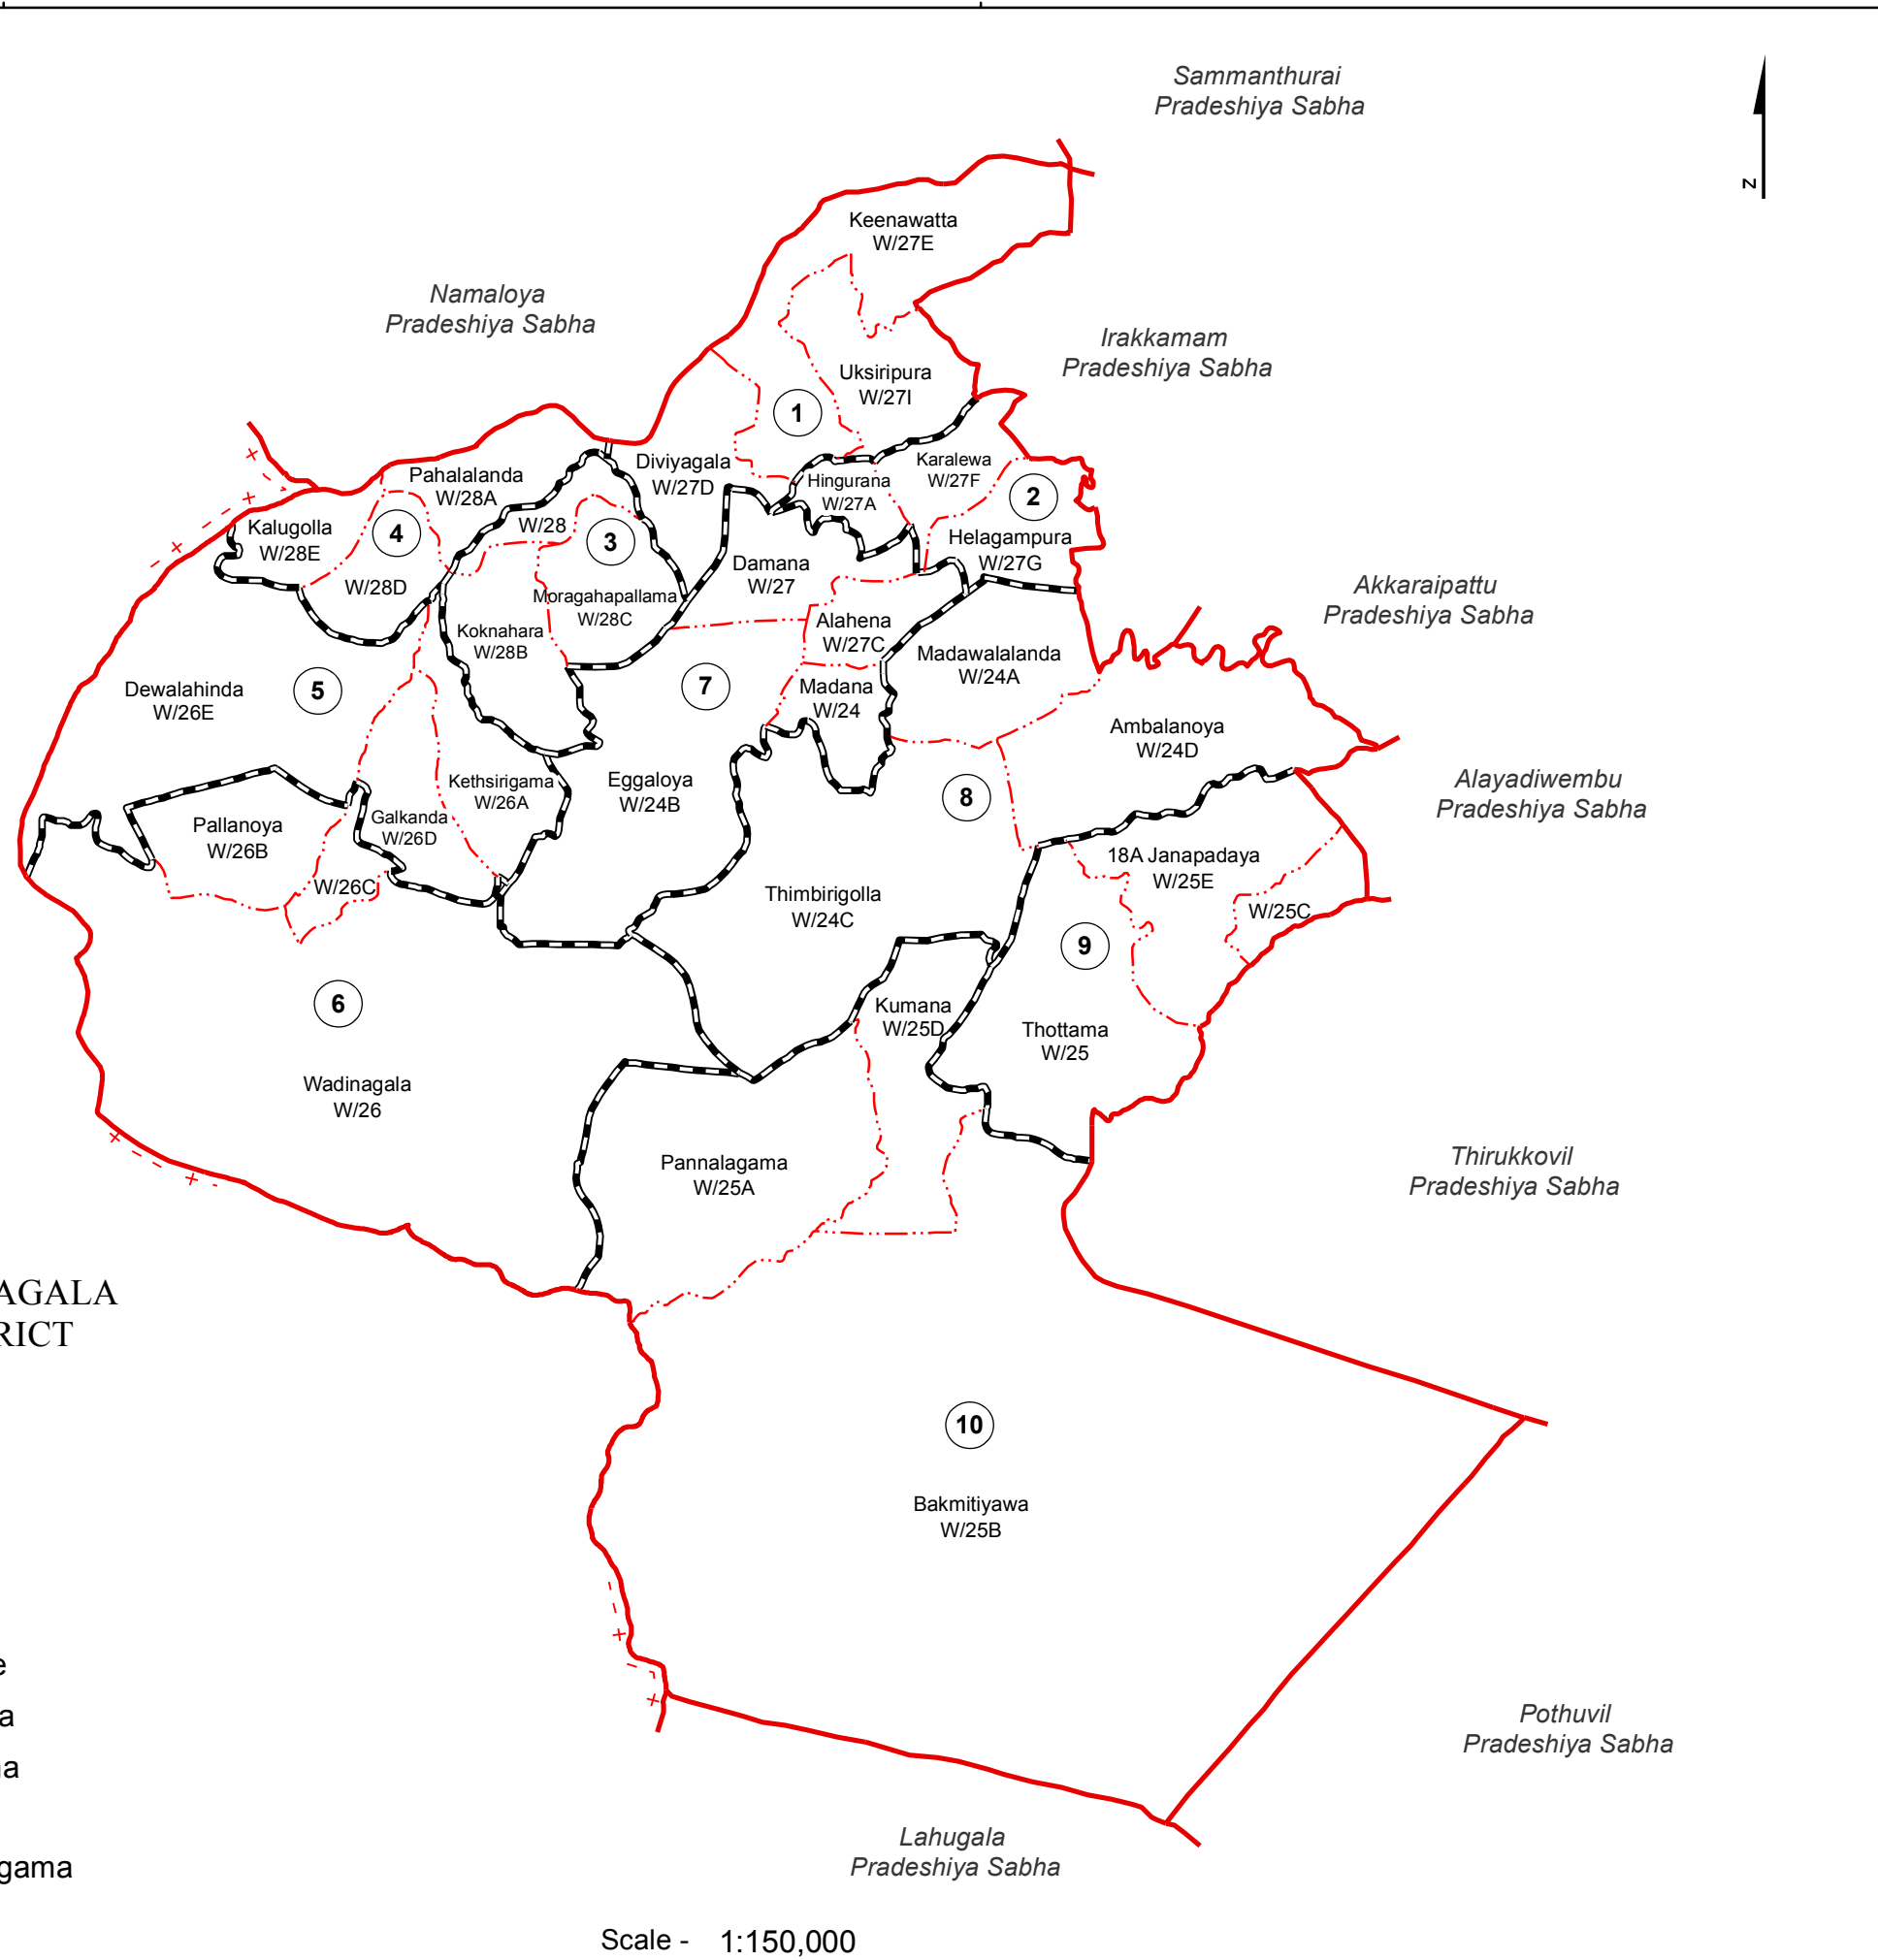 Sammanthurai
Pradeshiya Sabha
N
Keenawatta
W/27E
Namaloya
Pradeshiya Sabha
Irakkamam
Pradeshiya Sabha
Uksiripura
W/27I
1
Diviyagala
W/27D
Karalewa
W/27F
Pahalalanda
W/28A
Hingurana
W/27A
2
Kalugolla
W/28E
4
W/28
3
Helagampura
W/27G
Damana
W/27
W/28D
Moragahapallama
W/28C
Akkaraipattu
Pradeshiya Sabha
Koknahara
W/28B
Alahena
W/27C
Madawalalanda
W/24A
Dewalahinda
W/26E
5
7
Madana
W/24
Ambalanoya
W/24D
Kethsirigama
W/26A
Eggaloya
W/24B
8
Alayadiwembu
Pradeshiya Sabha
Pallanoya
W/26B
Galkanda
W/26D
18A Janapadaya
W/25E
W/26C
Thimbirigolla
W/24C
W/25C
9
6
Kumana
W/25D
Thottama
W/25
Wadinagala
W/26
Pannalagama
W/25A
Thirukkovil
Pradeshiya Sabha
AGALA
RICT
10
Bakmitiyawa
W/25B
e
a
na
Pothuvil
Pradeshiya Sabha
Lahugala
Pradeshiya Sabha
gama
Scale - 1:150,000